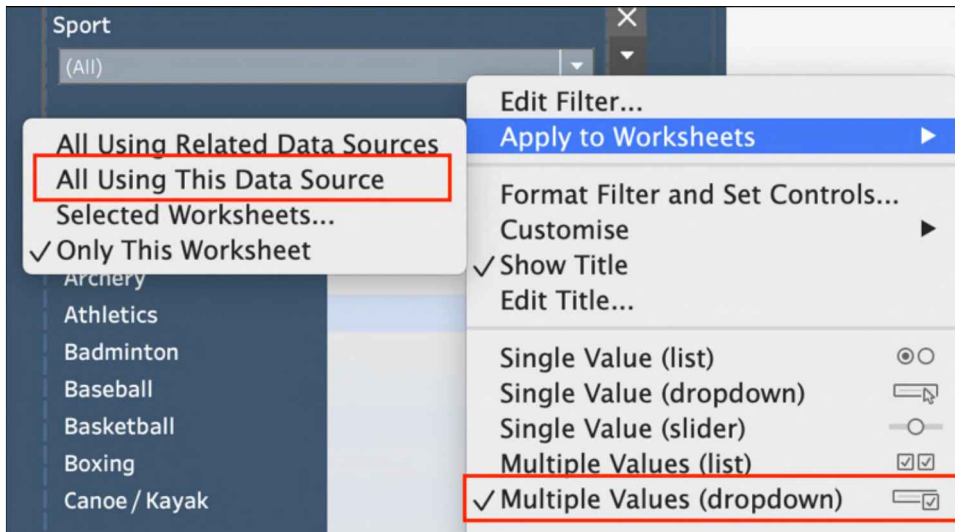 Sport
(All)
Edit Filter...
Apply to Worksheets
All Using Related Data Sources
All Using This Data Source
Selected Worksheets...
Only This Worksheet
Format Filter and Set Controls...
Customise
Show Title
Edit Title...
Archery
Athletics
Badminton
Baseball
Basketball
Boxing
Canoe / Kayak
Single Value (list)
Single Value (dropdown)
Single Value (slider)
Multiple Values (list)
Multiple Values (dropdown)